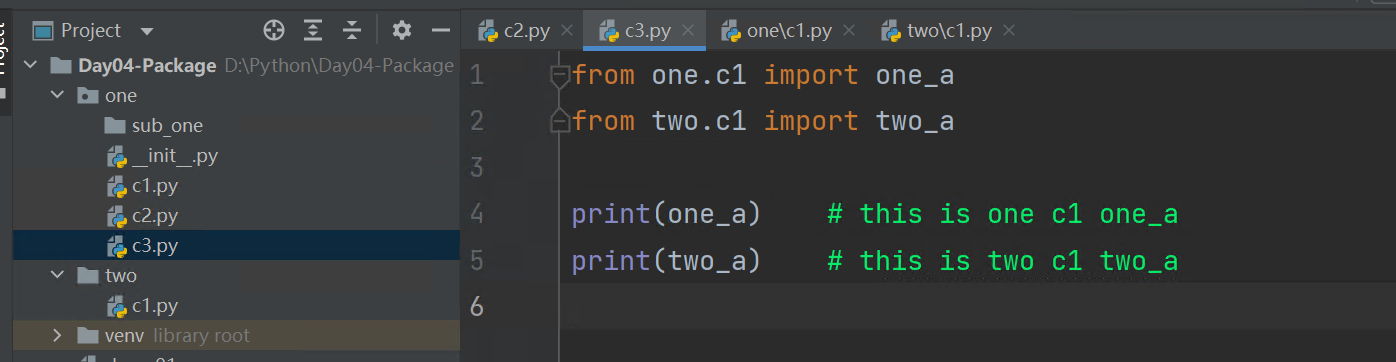 Project
Project
Day04-Package D:\Python\Day04-Package
one
sub_one
__init__.py
c1.py
c2.py
c3.py
two
c1.py
venv library root
c2.py
c3.py
one\c1.py
two\c1.py
1 from one.c1 import one_a
2 from two.c1 import two_a
3
4 print(one_a) # this is one c1 one_a
5 print(two_a) # this is two c1 two_a
6